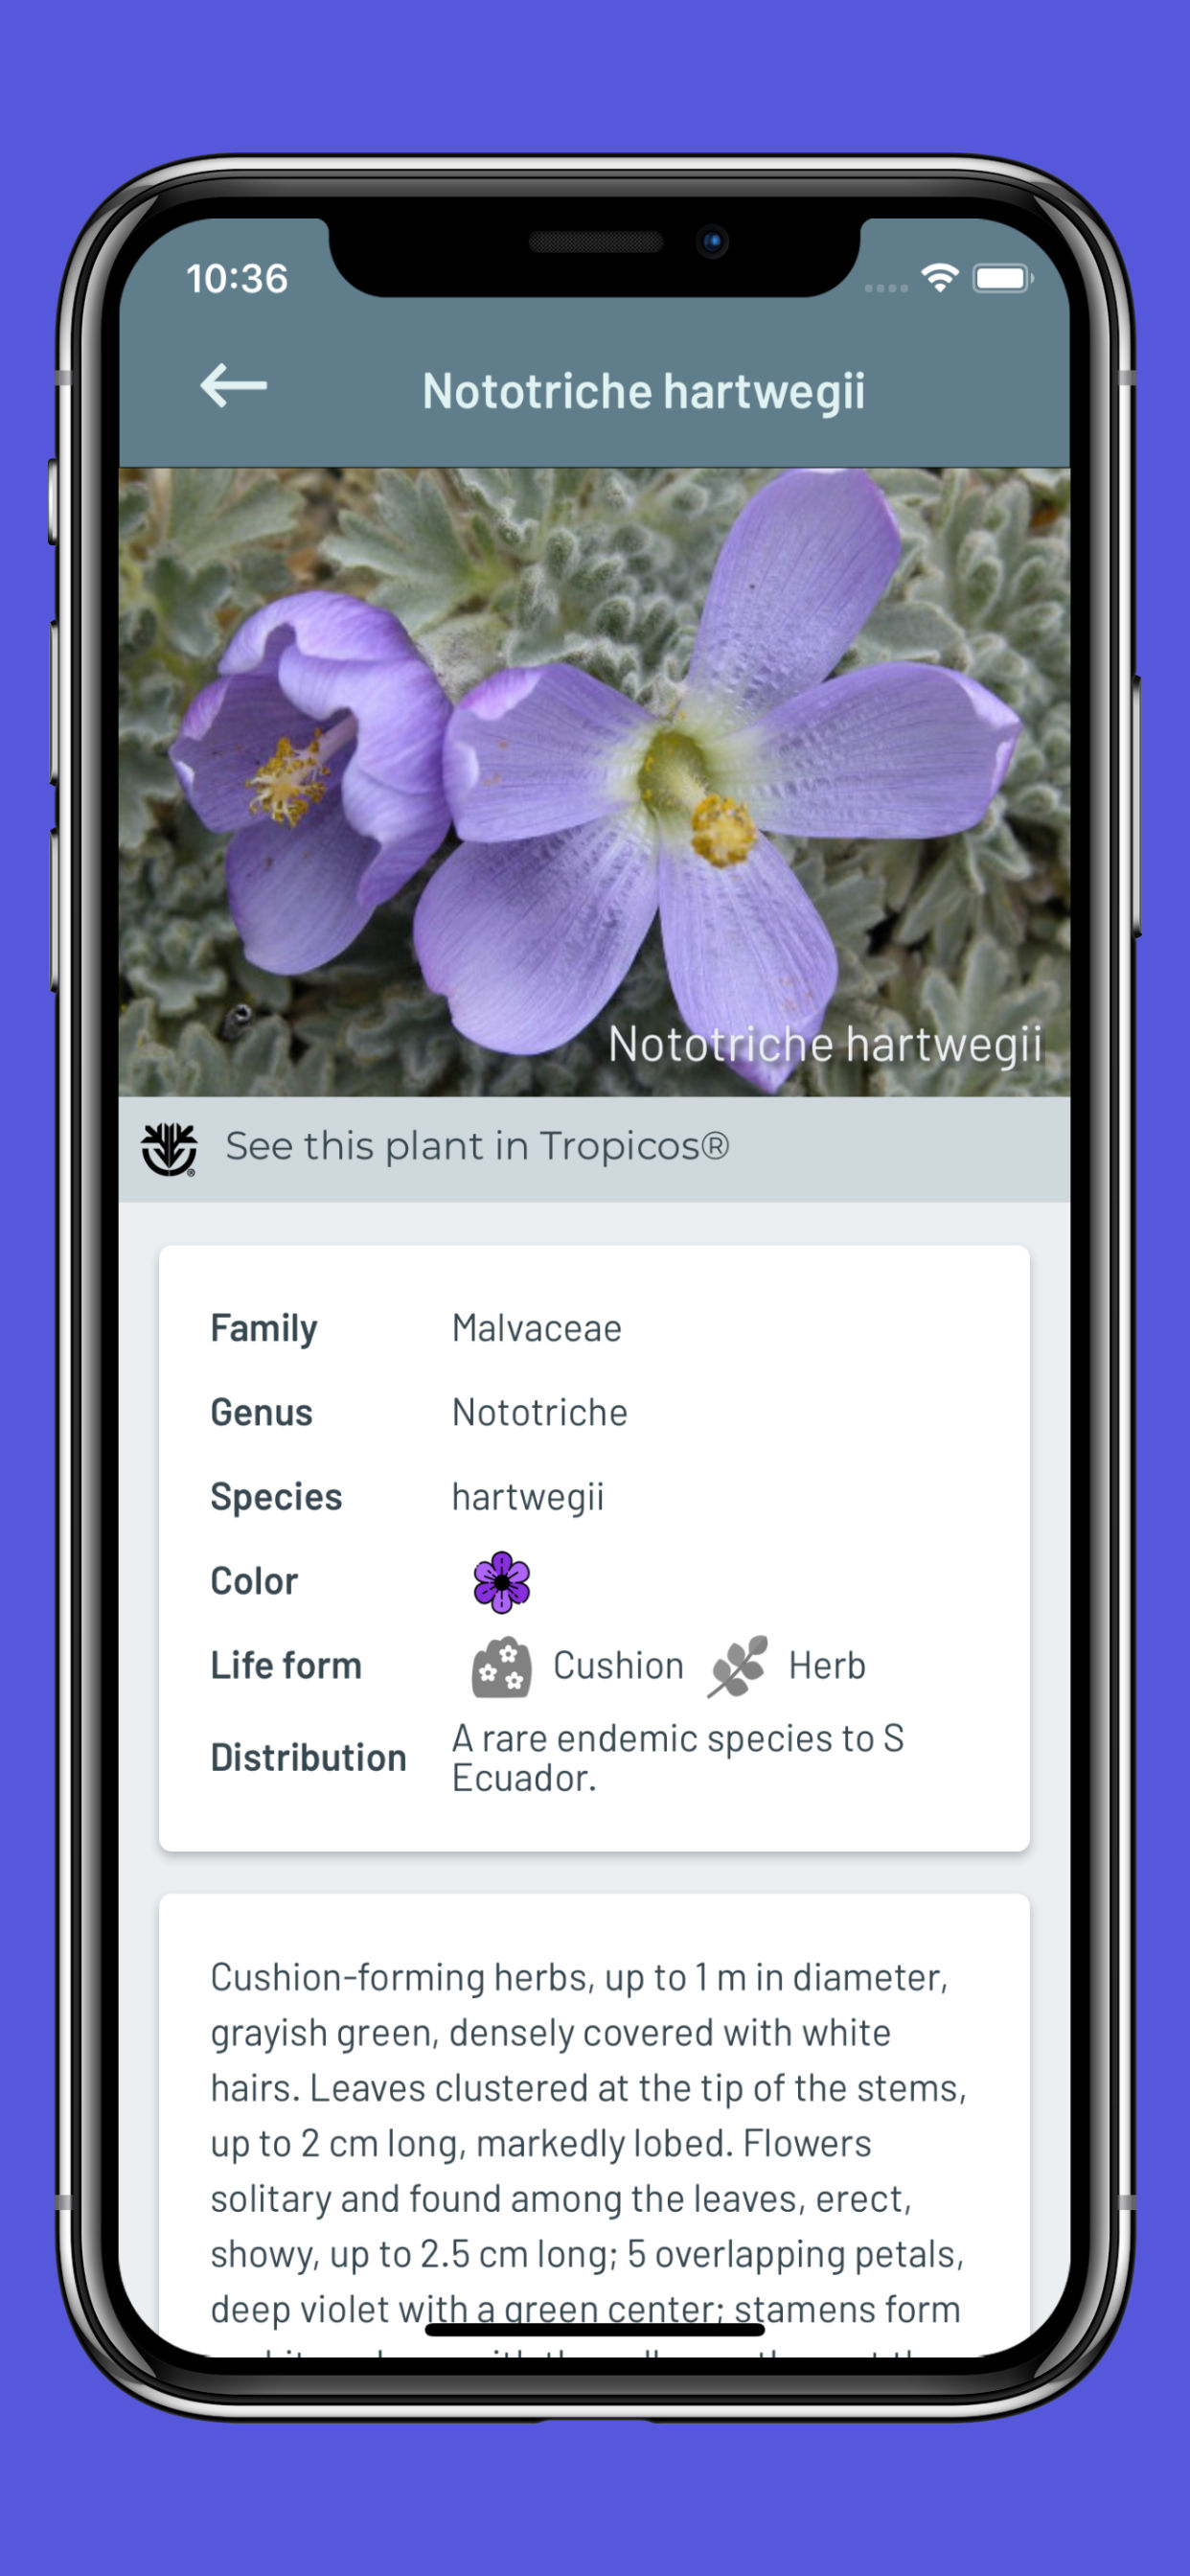 10:36
Nototriche hartwegii
Nototriche hartwegii
See this plant in Tropicos®
Family Malvaceae
Genus Nototriche
Species hartwegii
Color
Life form Cushion Herb
Distribution A rare endemic species to S
Ecuador.
Cushion-forming herbs, up to 1 m in diameter,
grayish green, densely covered with white
hairs. Leaves clustered at the tip of the stems,
up to 2 cm long, markedly lobed. Flowers
solitary and found among the leaves, erect,
showy, up to 2.5 cm long; 5 overlapping petals,
deep violet with a green center; stamens form